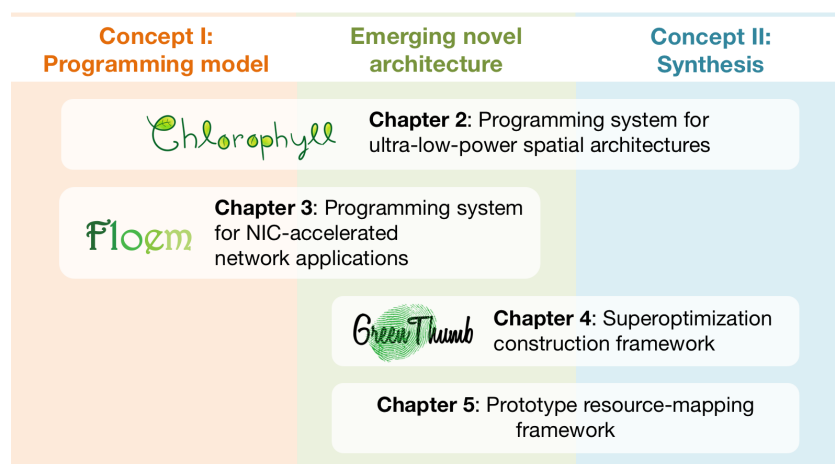 Concept I:
Programming model
Emerging novel
architecture
Concept II:
Synthesis
Chlorophyll
Chapter 2: Programming system for
ultra-low-power spatial architectures
Floem
Chapter 3: Programming system
for NIC-accelerated
network applications
GreenThumb
Chapter 4: Superoptimization
construction framework
Chapter 5: Prototype resource-mapping
framework